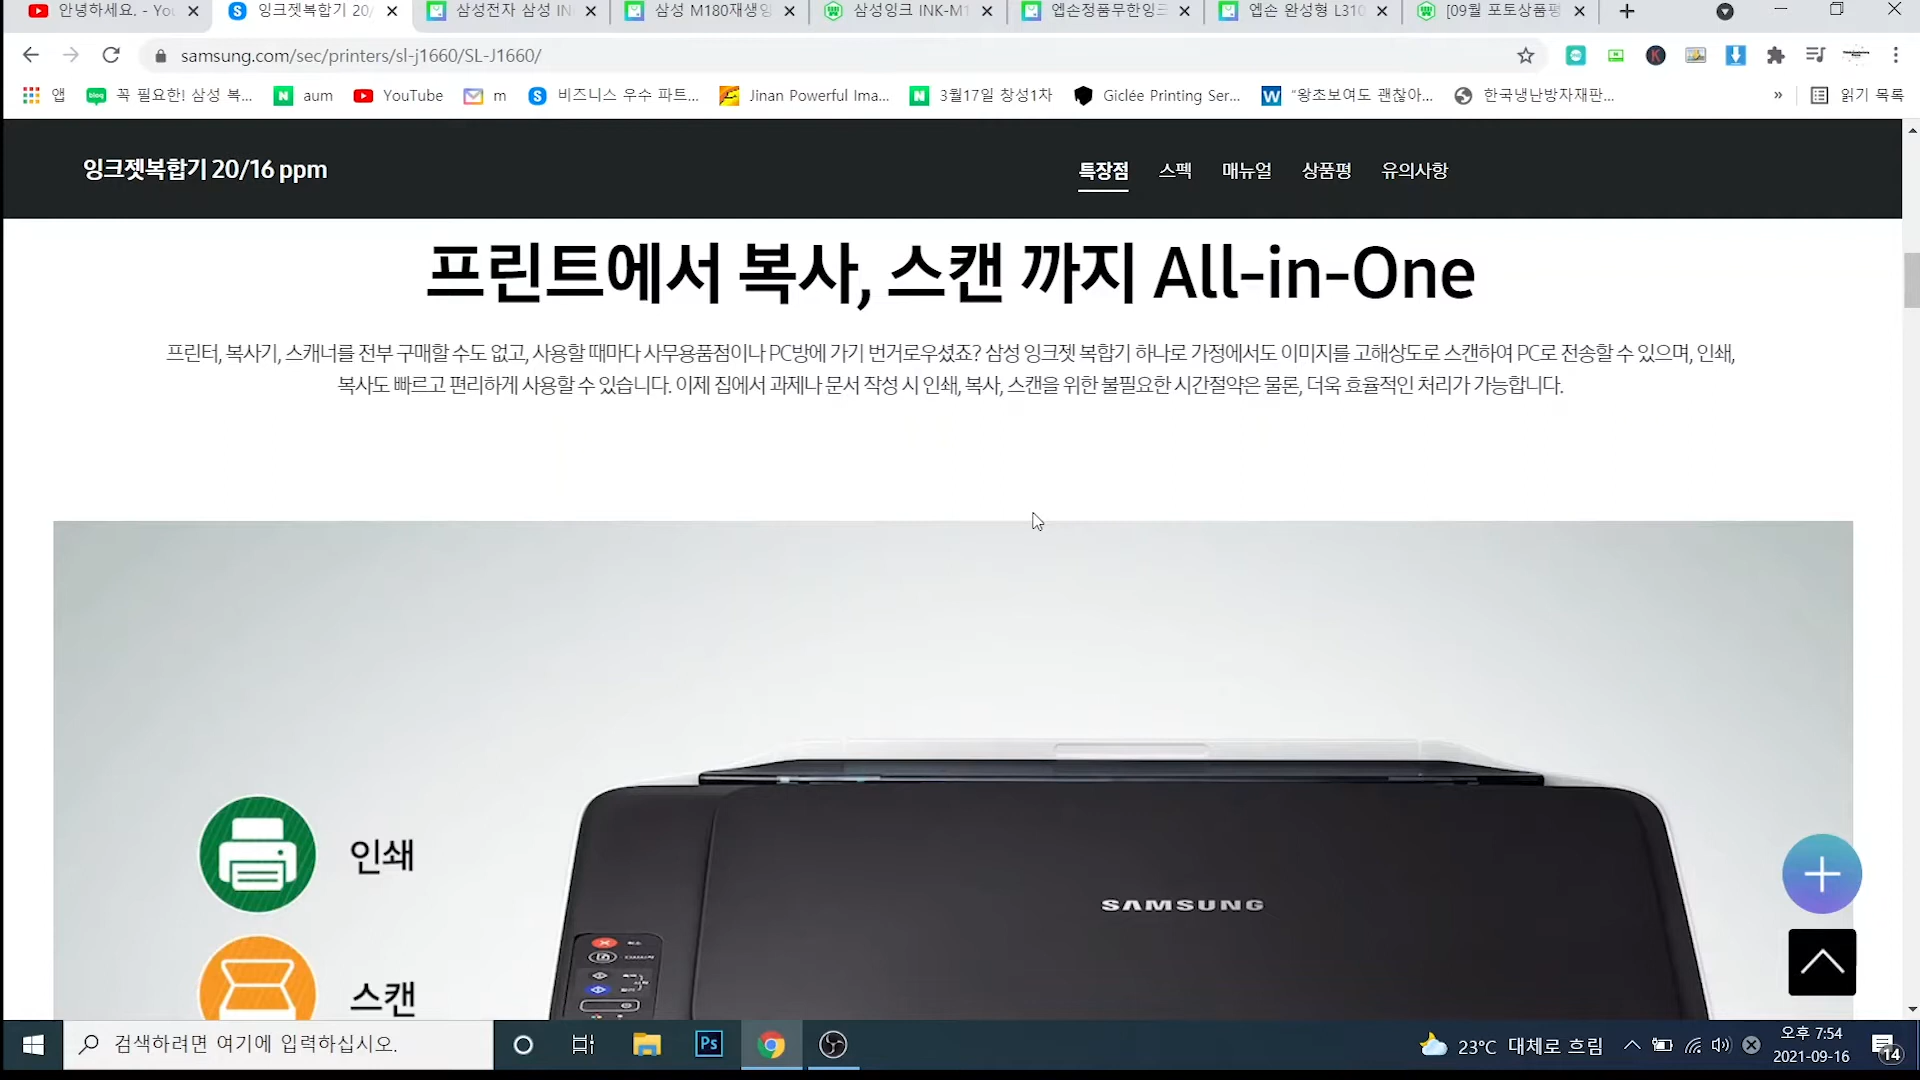 안녕하세요. - You
잉크젯복합기 20/
삼성전자 삼성 IN
삼성 M180재생잉
삼성잉크 INK-M1
엡손정품무한잉크
엡손 완성형 L310
[09월 포토상품평
samsung.com/sec/printers/sl-j1660/SL-J1660/
앱
꼭 필요한! 삼성 복...
aum
YouTube
m
비즈니스 우수 파트...
Jinan Powerful Ima...
3월17일 창성1차
Giclée Printing Ser...
“왕초보여도 괜찮아...
한국냉난방자재판...
»
읽기 목록
잉크젯복합기 20/16 ppm
특장점
스펙
매뉴얼
상품평
유의사항
프린트에서 복사, 스캔 까지 All-in-One
프린터, 복사기, 스캐너를 전부 구매할 수도 없고, 사용할 때마다 사무용품점이나 PC방에 가기 번거로우셨죠? 삼성 잉크젯 복합기 하나로 가정에서도 이미지를 고해상도로 스캔하여 PC로 전송할 수 있으며, 인쇄,
복사도 빠르고 편리하게 사용할 수 있습니다. 이제 집에서 과제나 문서 작성 시 인쇄, 복사, 스캔을 위한 불필요한 시간절약은 물론, 더욱 효율적인 처리가 가능합니다.
인쇄
SAMSUNG
스캔
검색하려면 여기에 입력하십시오.
Ps
23°C 대체로 흐림
오후 7:54
2021-09-16
14